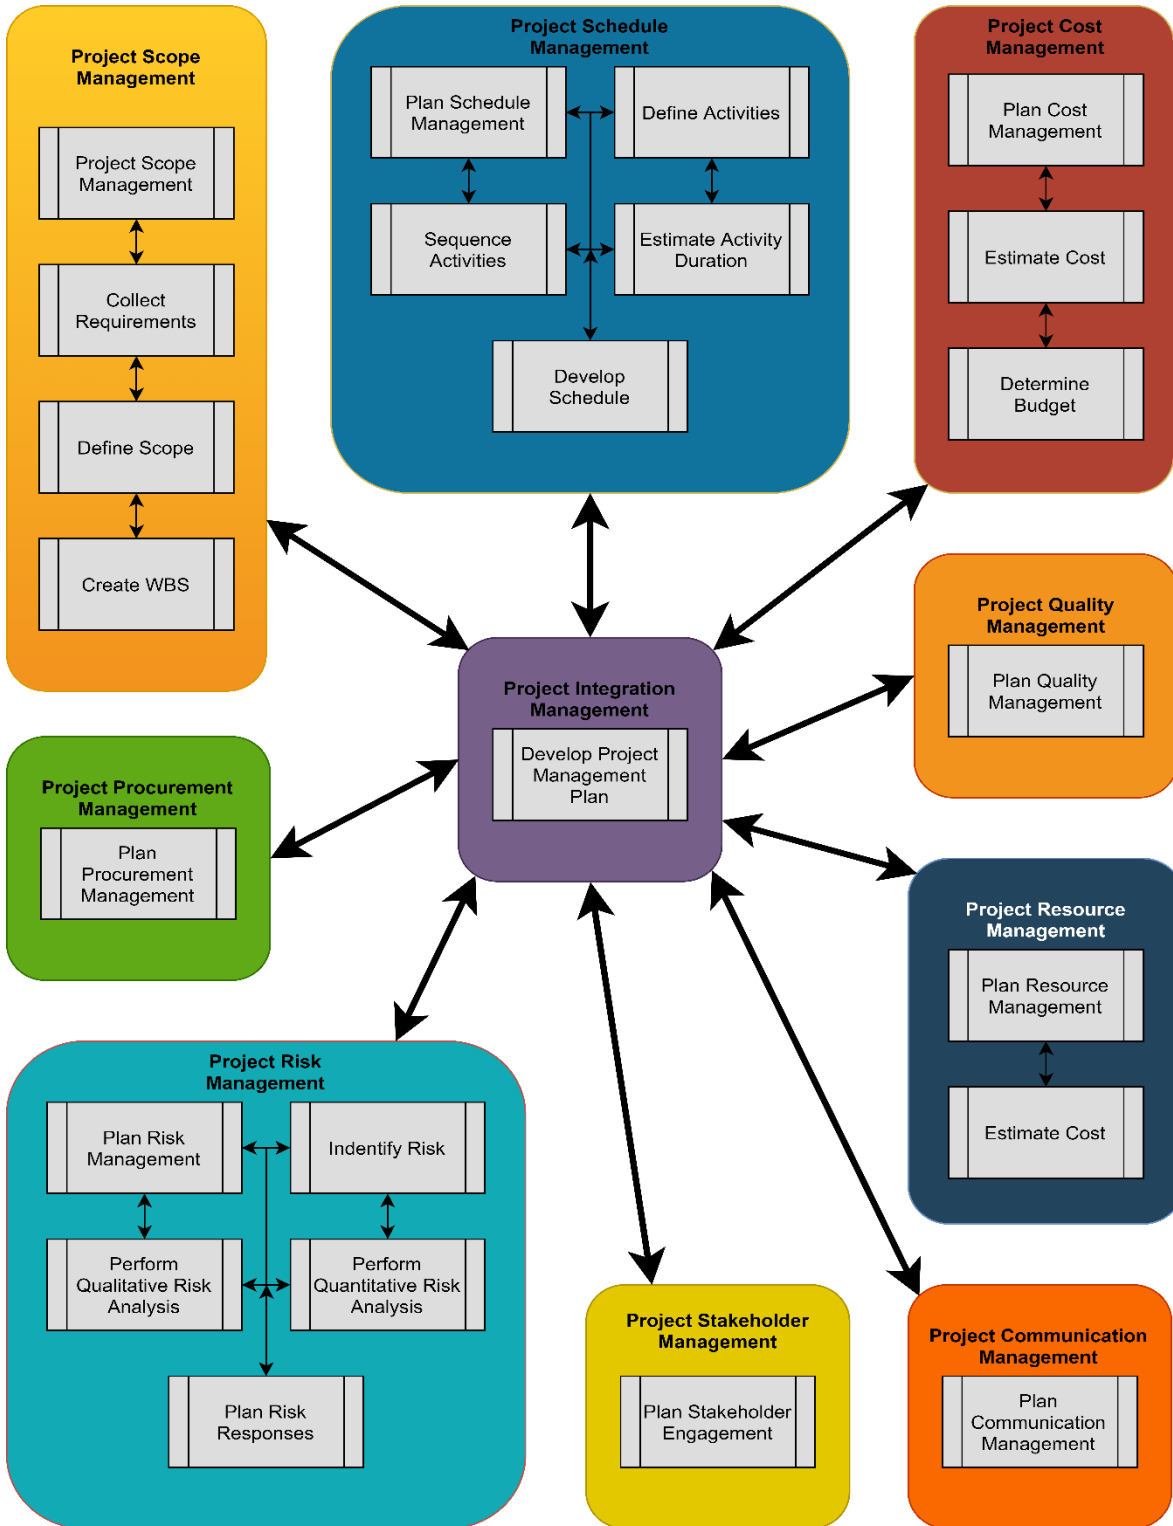 Project Scope
Management
Project Scope
Management
Collect
Requirements
Define Scope
Create WBS
Project Schedule
Management
Plan Schedule
Management
Define Activities
Sequence
Activities
Estimate Activity
Duration
Develop
Schedule
Project Cost
Management
Plan Cost
Management
Estimate Cost
Determine
Budget
Project Quality
Management
Plan Quality
Management
Project Integration
Management
Develop Project
Management
Plan
Project Procurement
Management
Plan
Procurement
Management
Project Resource
Management
Plan Resource
Management
Estimate Cost
Project Risk
Management
Plan Risk
Management
Indentify Risk
Perform
Qualitative Risk
Analysis
Perform
Quantitative Risk
Analysis
Plan Risk
Responses
Project Stakeholder
Management
Plan Stakeholder
Engagement
Project Communication
Management
Plan
Communication
Management